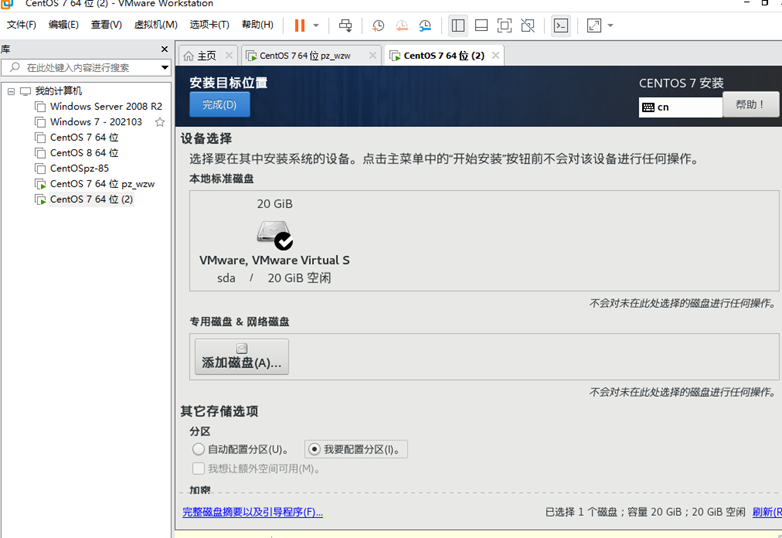 CentOS 7 64 位 (2) - VMware Workstation
文件(F) 编辑(E) 查看(V) 虚拟机(M) 选项卡(T) 帮助(H)
库
在此处键入内容进行搜索
我的计算机
Windows Server 2008 R2
Windows 7 - 202103
CentOS 7 64 位
CentOS 8 64 位
CentOSpz-85
CentOS 7 64 位 pz_wzw
CentOS 7 64 位 (2)
主页 CentOS 7 64 位 pz_wzw CentOS 7 64 位 (2)
安装目标位置
完成(D)
CENTOS 7 安装
cn
帮助！
设备选择
选择要在其中安装系统的设备。点击主菜单中的“开始安装”按钮前不会对该设备进行任何操作。
本地标准磁盘
20 GiB
VMware, VMware Virtual S
sda / 20 GiB 空闲
不会对未在此处选择的磁盘进行任何操作。
专用磁盘 & 网络磁盘
添加磁盘(A)...
不会对未在此处选择的磁盘进行任何操作。
其它存储选项
分区
自动配置分区(U)。 我要配置分区(I)。
我想让额外空间可用(M)。
加密
完整磁盘摘要以及引导程序(F)...
已选择 1 个磁盘；容量 20 GiB；20 GiB 空闲 刷新(R